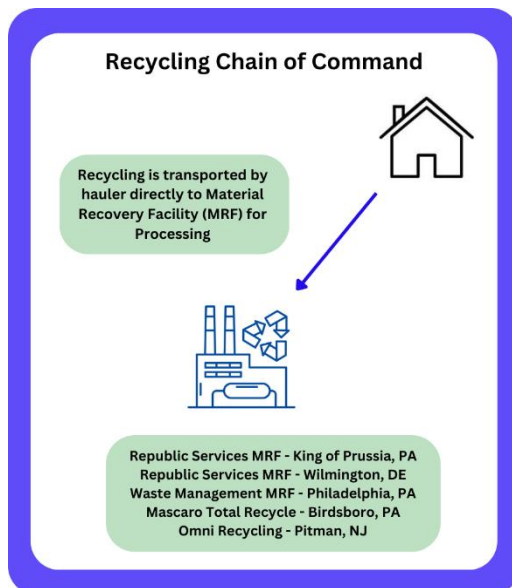 Recycling Chain of Command
Recycling is transported by
hauler directly to Material
Recovery Facility (MRF) for
Processing
Republic Services MRF - King of Prussia, PA
Republic Services MRF - Wilmington, DE
Waste Management MRF - Philadelphia, PA
Mascaro Total Recycle - Birdsboro, PA
Omni Recycling - Pitman, NJ